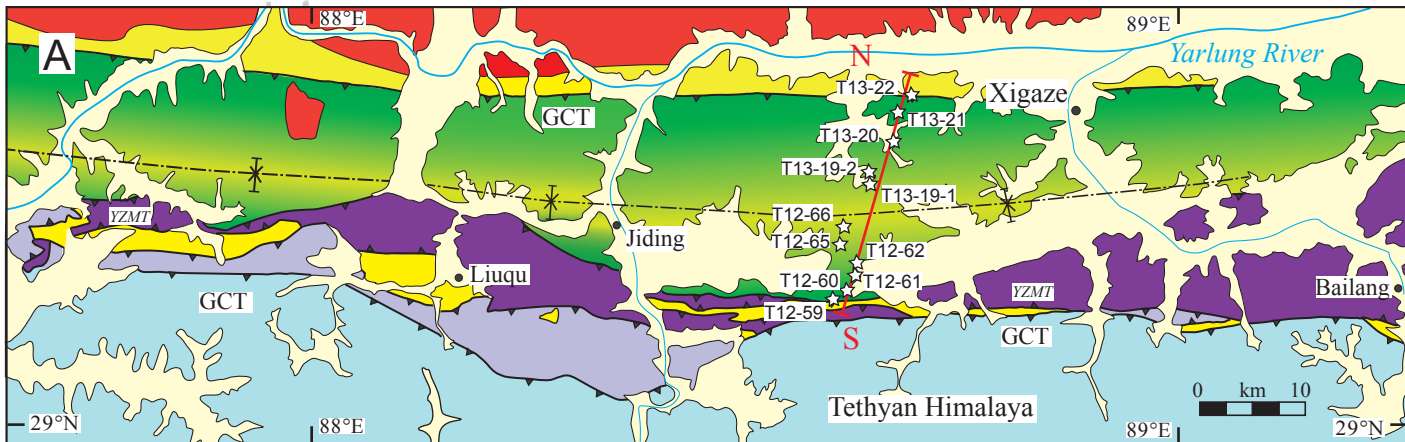 A
88°E
89°E
Yarlung River
N
Xigaze
T13-22
GCT
T13-21
T13-20
T13-19-2
T13-19-1
YZMT
T12-66
Jiding
T12-65
T12-62
Liuqu
T12-60
T12-61
YZMT
Bailang
GCT
T12-59
GCT
S
0 km 10
Tethyan Himalaya
29°N
88°E
89°E
29°N